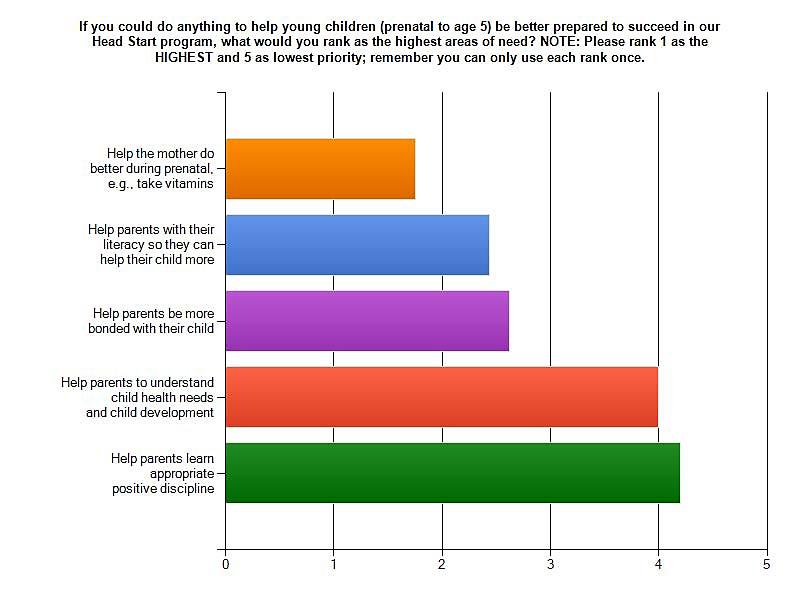 If you could do anything to help young children (prenatal to age 5) be better prepared to succeed in our
Head Start program, what would you rank as the highest areas of need? NOTE: Please rank 1 as the
HIGHEST and 5 as lowest priority; remember you can only use each rank once.
Help the mother do
better during prenatal,
e.g., take vitamins
Help parents with their
literacy so they can
help their child more
Help parents be more
bonded with their child
Help parents to understand
child health needs
and child development
Help parents learn
appropriate
positive discipline
0 1 2 3 4 5